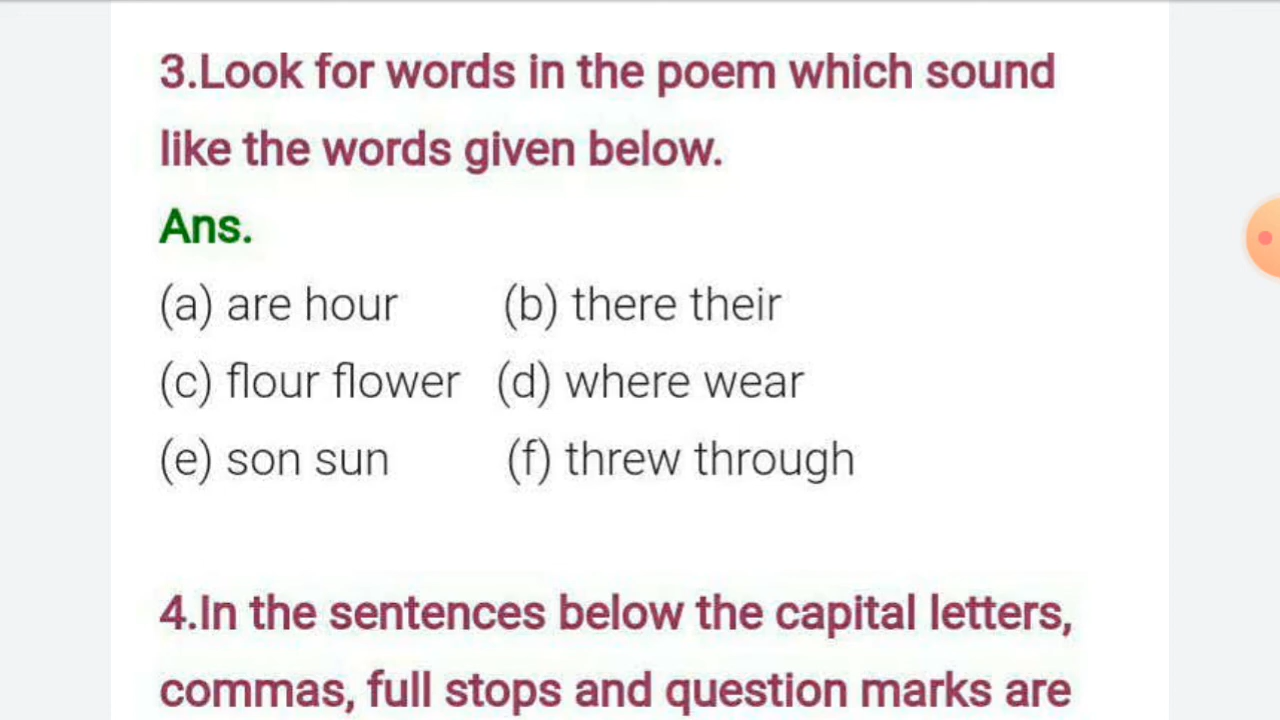 3.Look for words in the poem which sound
like the words given below.
Ans.
(a) are hour (b) there their
(c) flour flower (d) where wear
(e) son sun (f) threw through
4.In the sentences below the capital letters,
commas, full stops and question marks are